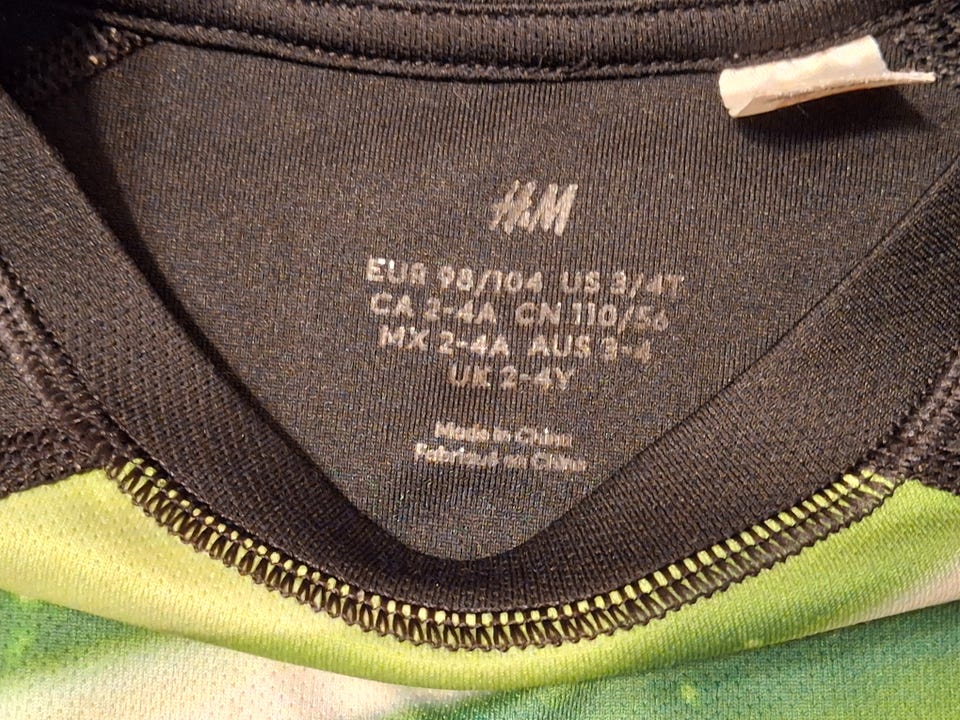 H&M
EUR 98/104 US 3/4T
CA 2-4A CN 110/56
MX 2-4A AUS 3-4
UK 2-4Y
Made in China
Fabriqué en Chine